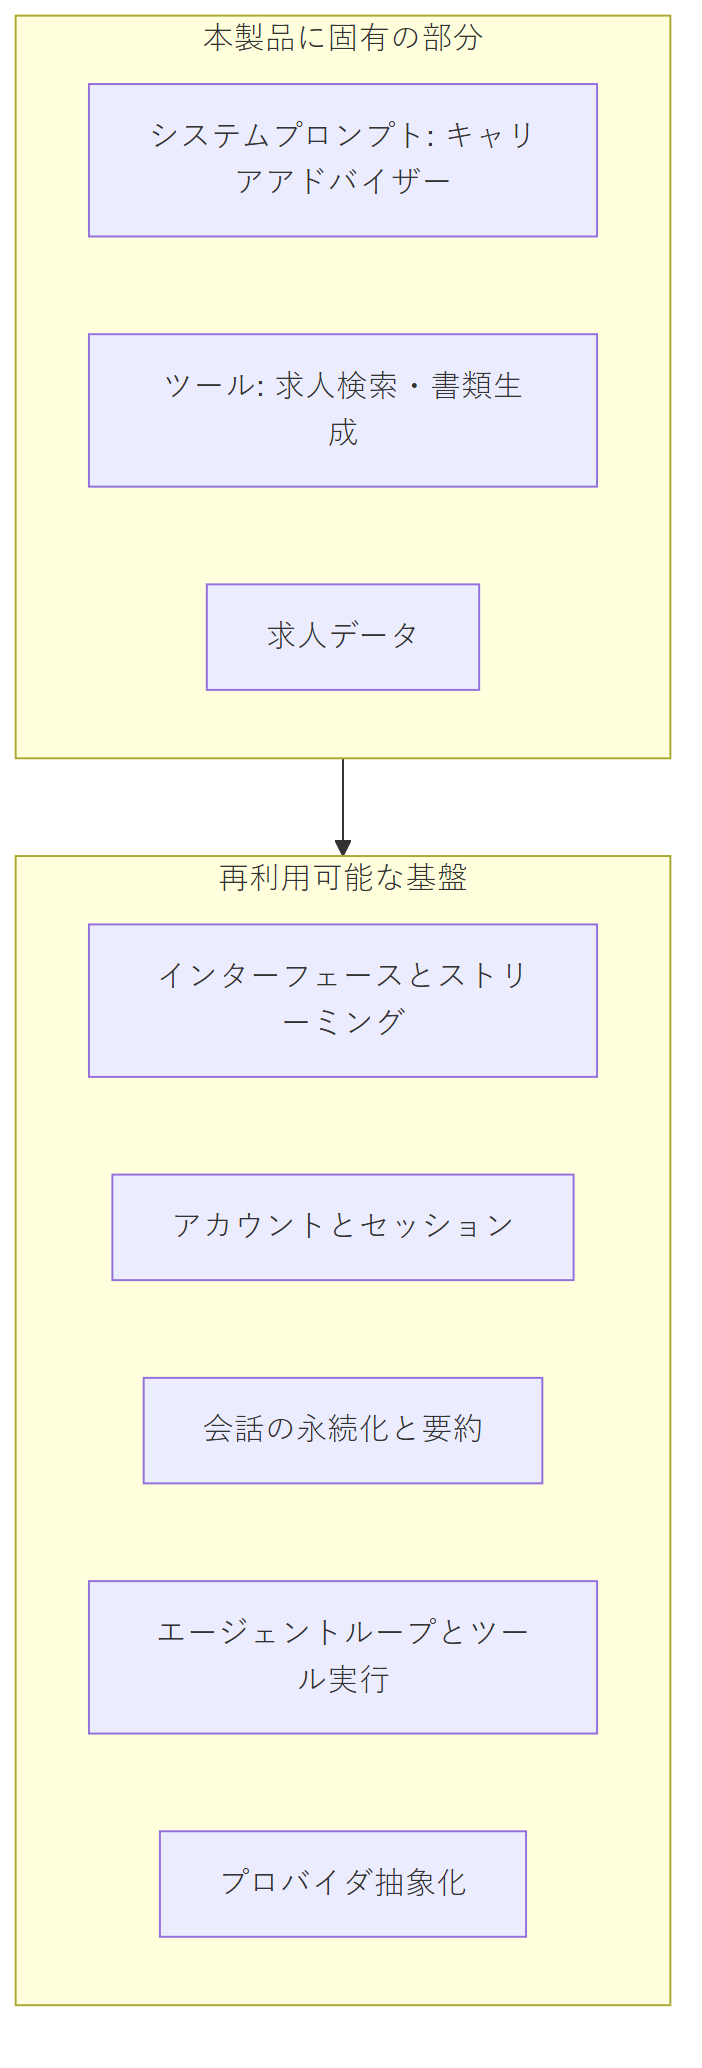 本製品に固有の部分
システムプロンプト: キャリ
アアドバイザー
ツール: 求人検索・書類生
成
求人データ
再利用可能な基盤
インターフェースとストリ
ーミング
アカウントとセッション
会話の永続化と要約
エージェントループとツー
ル実行
プロバイダ抽象化